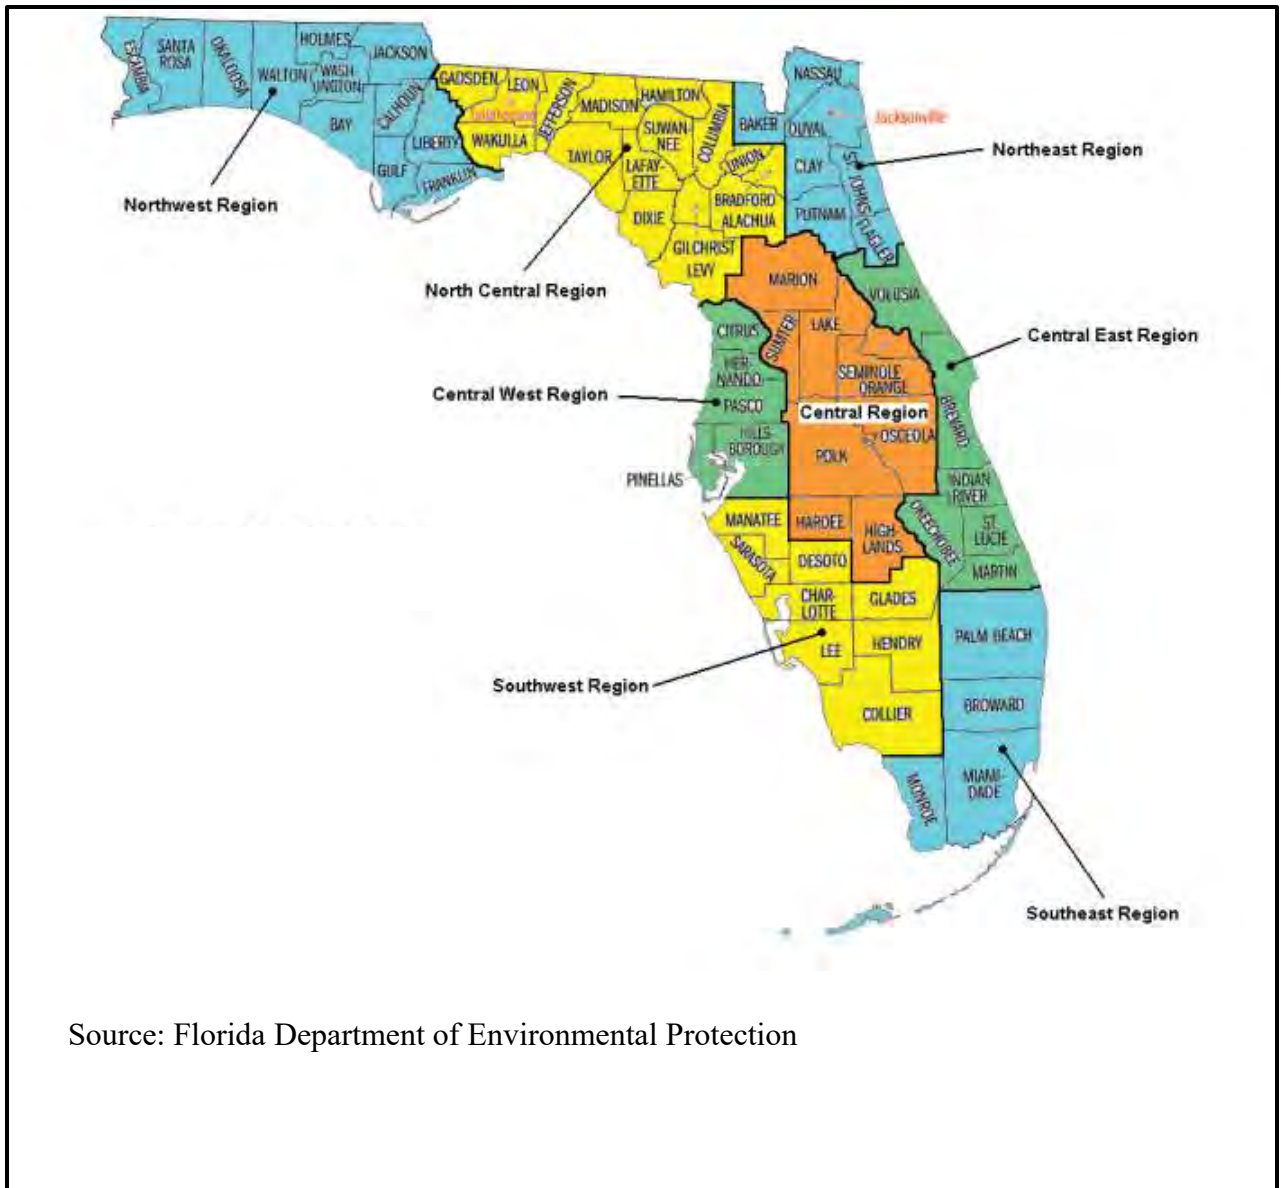 ESCAMBIA
SANTA
ROSA
OKALOOSA
WALTON
HOLMES
WASH-
INGTON
JACKSON
BAY
CALHOUN
GULF
LIBERTY
FRANKLIN
Northwest Region
GADSDEN
LEON
Tallahassee
WAKULLA
JEFFERSON
MADISON
HAMILTON
TAYLOR
SUWAN-
NEE
LAFAY-
ETTE
COLUMBIA
UNION
BRADFORD
ALACHUA
DIXIE
GILCHRIST
LEVY
North Central Region
NASSAU
BAKER
DUVAL
Jacksonville
CLAY
ST. JOHNS
PUTNAM
FLAGLER
Northeast Region
MARION
VOLUSIA
CITRUS
SUMTER
LAKE
Central East Region
HER-
NANDO
SEMINOLE
ORANGE
Central West Region
PASCO
Central Region
BREVARD
HILLS-
BOROUGH
POLK
OSCEOLA
PINELLAS
INDIAN
RIVER
MANATEE
HARDEE
HIGH-
LANDS
OKEECHOBEE
ST.
LUCIE
SARASOTA
DESOTO
MARTIN
CHAR-
LOTTE
GLADES
LEE
HENDRY
PALM BEACH
Southwest Region
COLLIER
BROWARD
MONROE
MIAMI-
DADE
Southeast Region
Source: Florida Department of Environmental Protection